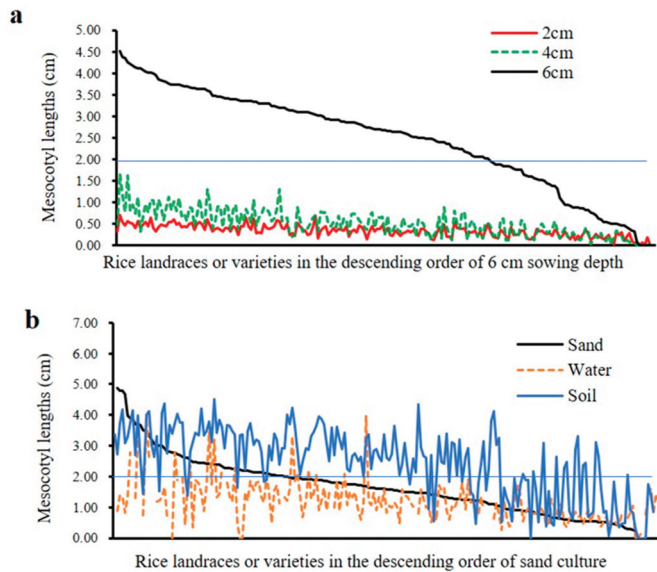 a
5.00
4.50
4.00
3.50
3.00
2.50
2.00
1.50
1.00
0.50
0.00
Mesocotyl lengths (cm)
2cm
4cm
6cm
Rice landraces or varieties in the descending order of 6 cm sowing depth
b
7.00
6.00
5.00
4.00
3.00
2.00
1.00
0.00
Mesocotyl lengths (cm)
Sand
Water
Soil
Rice landraces or varieties in the descending order of sand culture